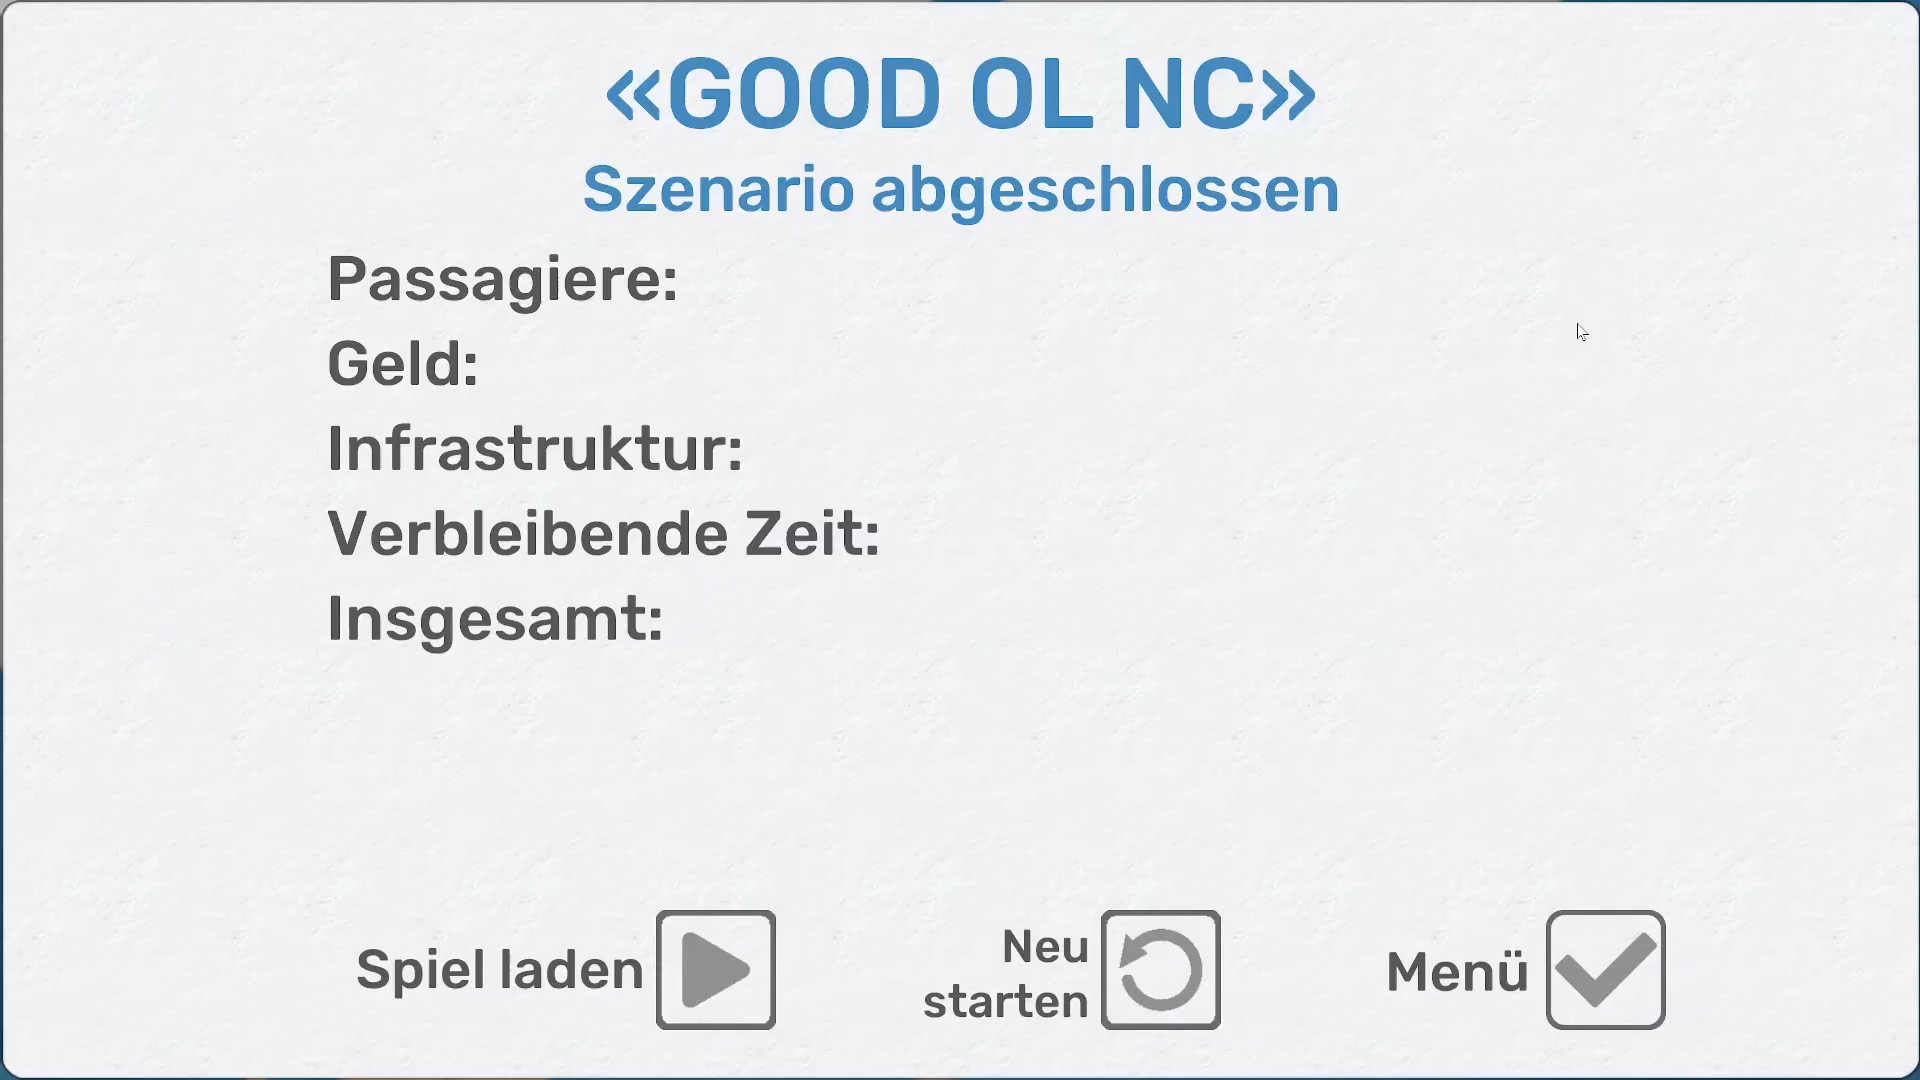 «GOOD OL NC»
Szenario abgeschlossen
Passagiere:
Geld:
Infrastruktur:
Verbleibende Zeit:
Insgesamt:
Spiel laden
Neu
starten
Menü